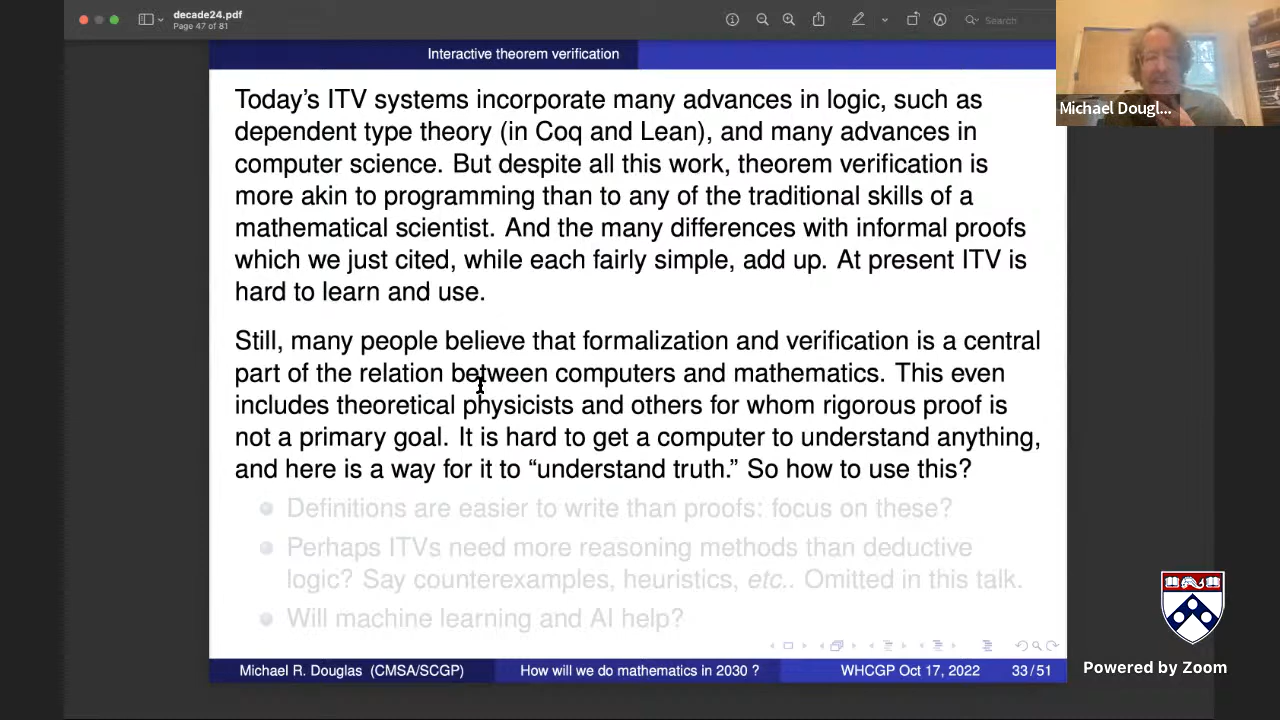 decade24.pdf
Page 47 of 81
Search
Michael Dougl...
Interactive theorem verification
Today's ITV systems incorporate many advances in logic, such as
dependent type theory (in Coq and Lean), and many advances in
computer science. But despite all this work, theorem verification is
more akin to programming than to any of the traditional skills of a
mathematical scientist. And the many differences with informal proofs
which we just cited, while each fairly simple, add up. At present ITV is
hard to learn and use.
Still, many people believe that formalization and verification is a central
part of the relation between computers and mathematics. This even
includes theoretical physicists and others for whom rigorous proof is
not a primary goal. It is hard to get a computer to understand anything,
and here is a way for it to “understand truth.” So how to use this?
Definitions are easier to write than proofs: focus on these?
Perhaps ITVs need more reasoning methods than deductive
logic? Say counterexamples, heuristics, etc.. Omitted in this talk.
Will machine learning and AI help?
Michael R. Douglas (CMSA/SCGP)
How will we do mathematics in 2030 ?
WHCGP Oct 17, 2022
33 / 51
Powered by Zoom